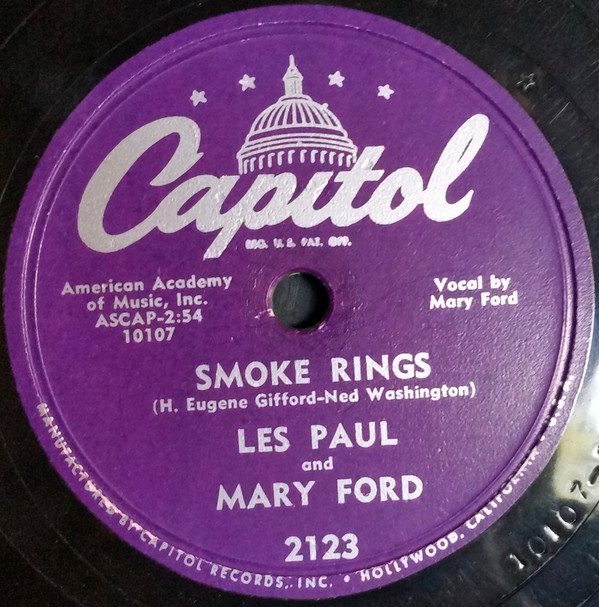 Capitol
REG. U.S. PAT. OFF.
American Academy
of Music, Inc.
ASCAP-2:54
10107
Vocal by
Mary Ford
SMOKE RINGS
(H. Eugene Gifford-Ned Washington)
LES PAUL
and
MARY FORD
2123
MANUFACTURED BY CAPITOL RECORDS, INC. • HOLLYWOOD, CALIFORNIA U.S.A.
10107-